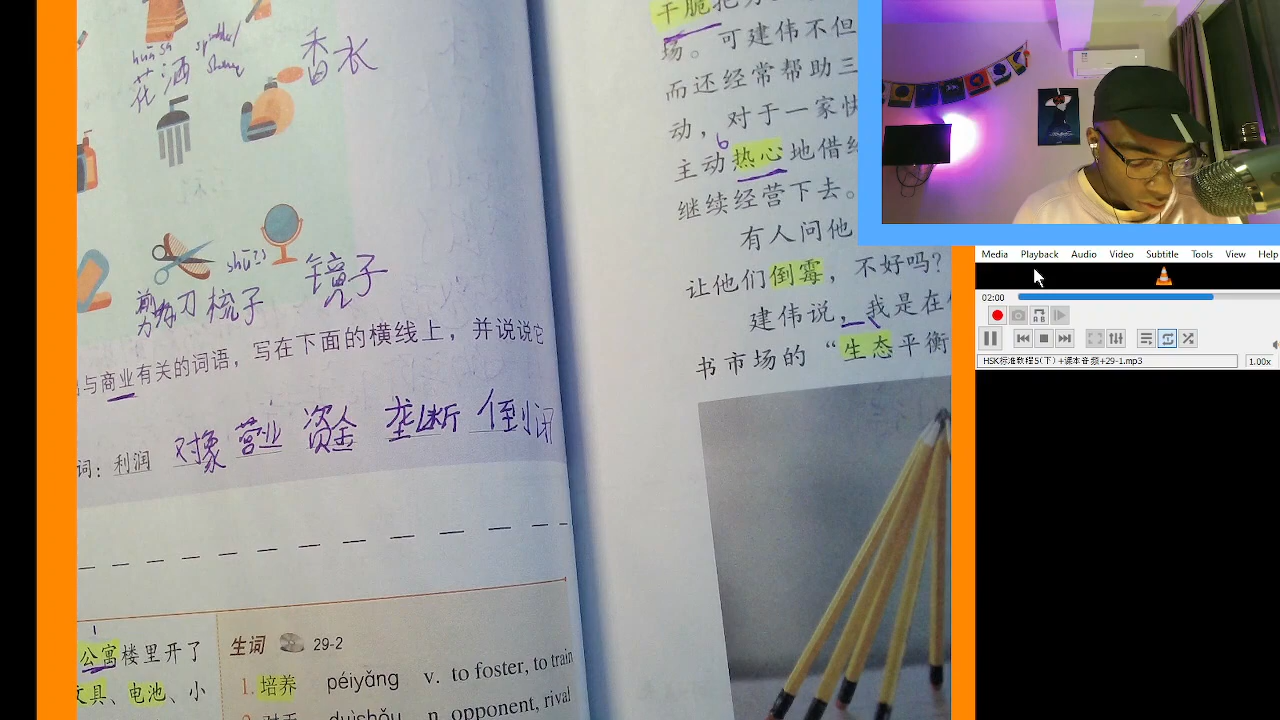 huā sǎ
花洒
香衣
shūzi
剪刀 梳子 镜子
与商业有关的词语，写在下面的横线上，并说说它
词：利润 对象 营业 资金 垄断 倒闭
公寓楼里开了
文具、电池、小
生词 29-2
1. 培养 péiyǎng v. to foster, to train
duìshǒu n. opponent, rival
干脆把
场。可建伟不但
而还经常帮助三
动，对于一家快
6
主动热心地借给
继续经营下去。
有人问他
让他们倒霉，不好吗？
建伟说，我是在
书市场的“生态平衡
Media Playback Audio Video Subtitle Tools View Help
02:00
A B
HSK标准教程5(下)+课本音频+29-1.mp3 1.00x